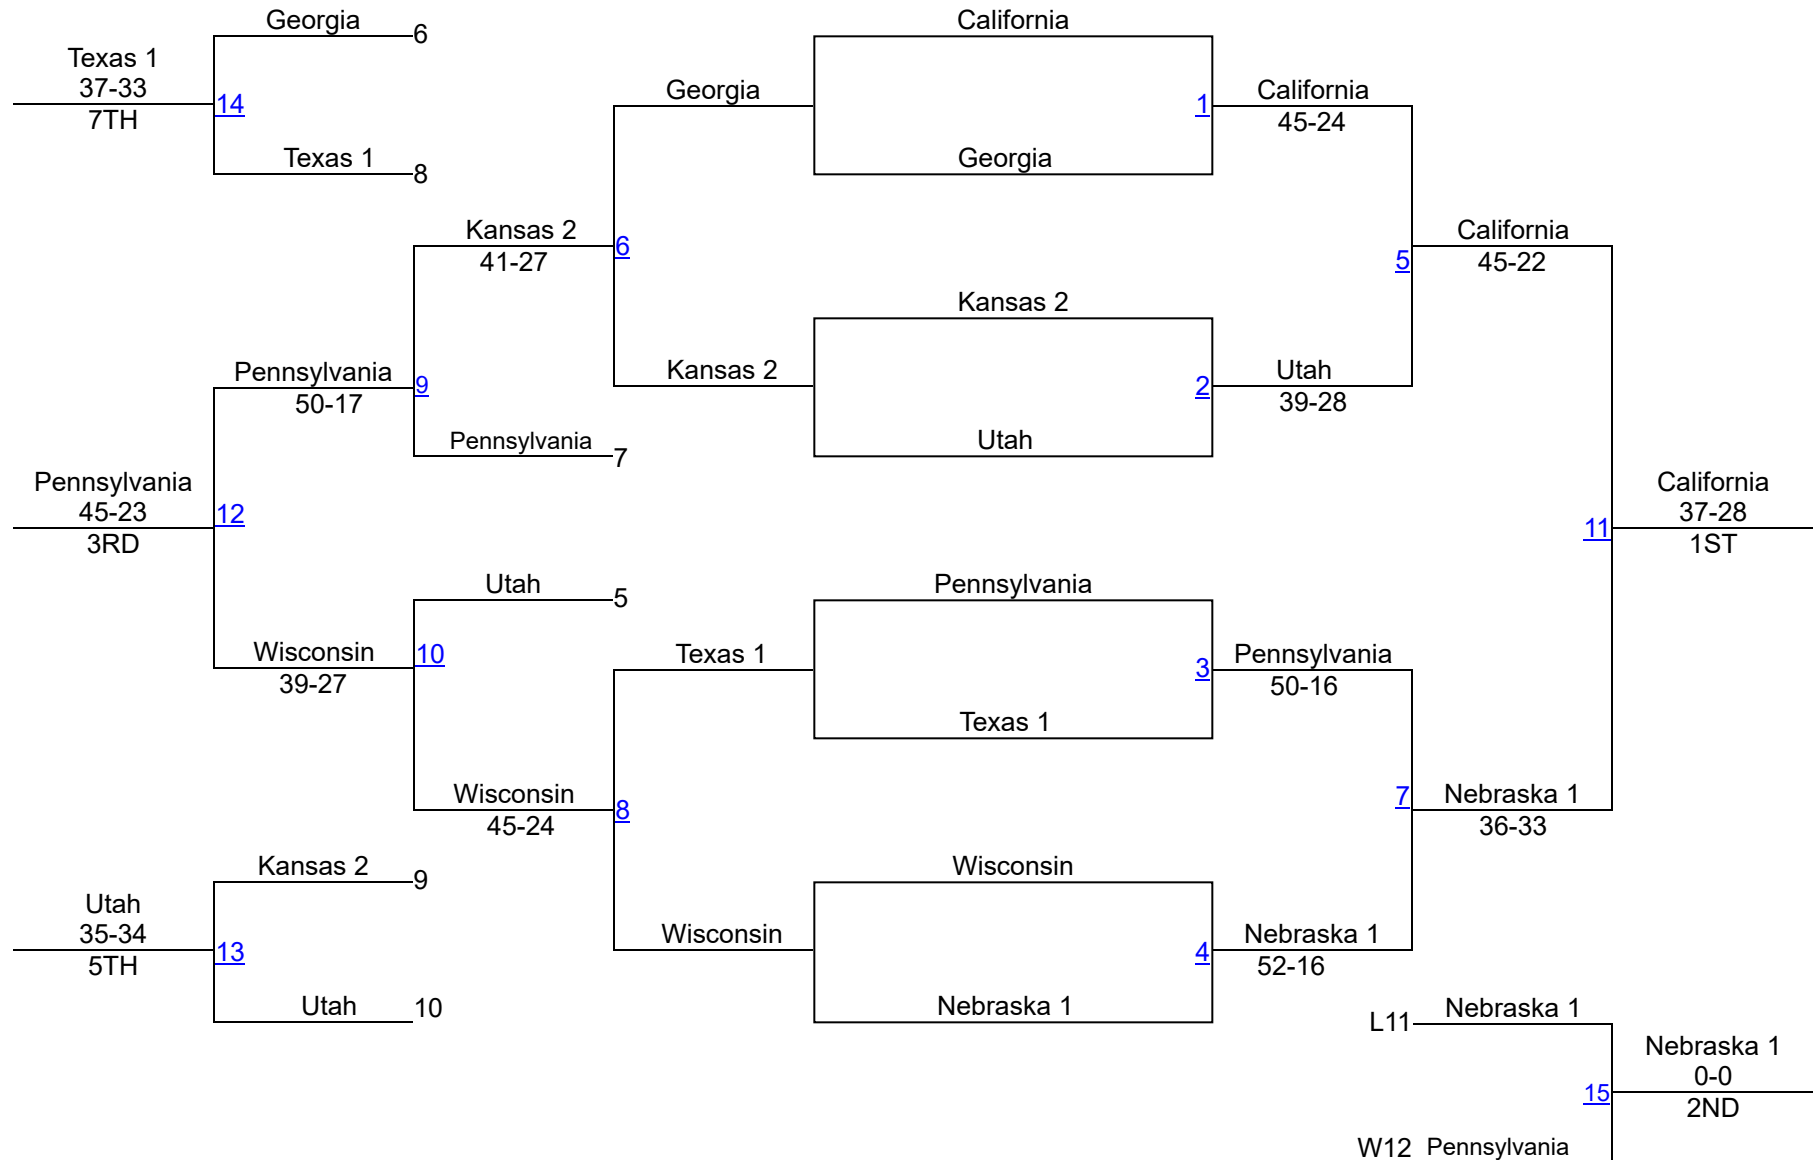 Georgia
6
Texas 1
37-33
7TH
14
Texas 1
8
California
Georgia
1
California
45-24
Georgia
Kansas 2
41-27
6
5
California
45-22
Kansas 2
Kansas 2
2
Utah
39-28
Utah
Pennsylvania
50-17
9
Pennsylvania
7
Pennsylvania
45-23
3RD
12
11
California
37-28
1ST
Utah
5
Pennsylvania
Wisconsin
39-27
10
Texas 1
3
Pennsylvania
50-16
Texas 1
Wisconsin
45-24
8
7
Nebraska 1
36-33
Kansas 2
9
Wisconsin
Utah
35-34
5TH
13
Wisconsin
4
Nebraska 1
52-16
Utah
10
Nebraska 1
L11
Nebraska 1
15
Nebraska 1
0-0
2ND
W12
Pennsylvania